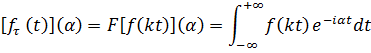 [f_τ (t)](α) = F[f(kt)](α) = ∫_{−∞}^{+∞} f(kt) e^{−iαt} dt